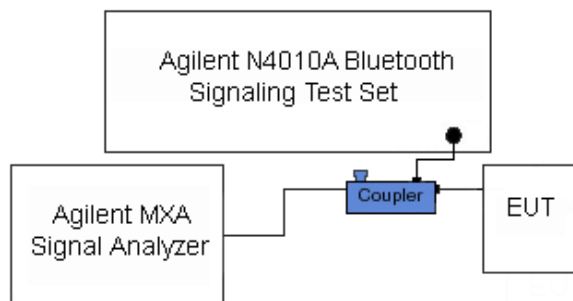 Agilent N4010A Bluetooth
Signaling Test Set
Coupler
Agilent MXA
Signal Analyzer
EUT